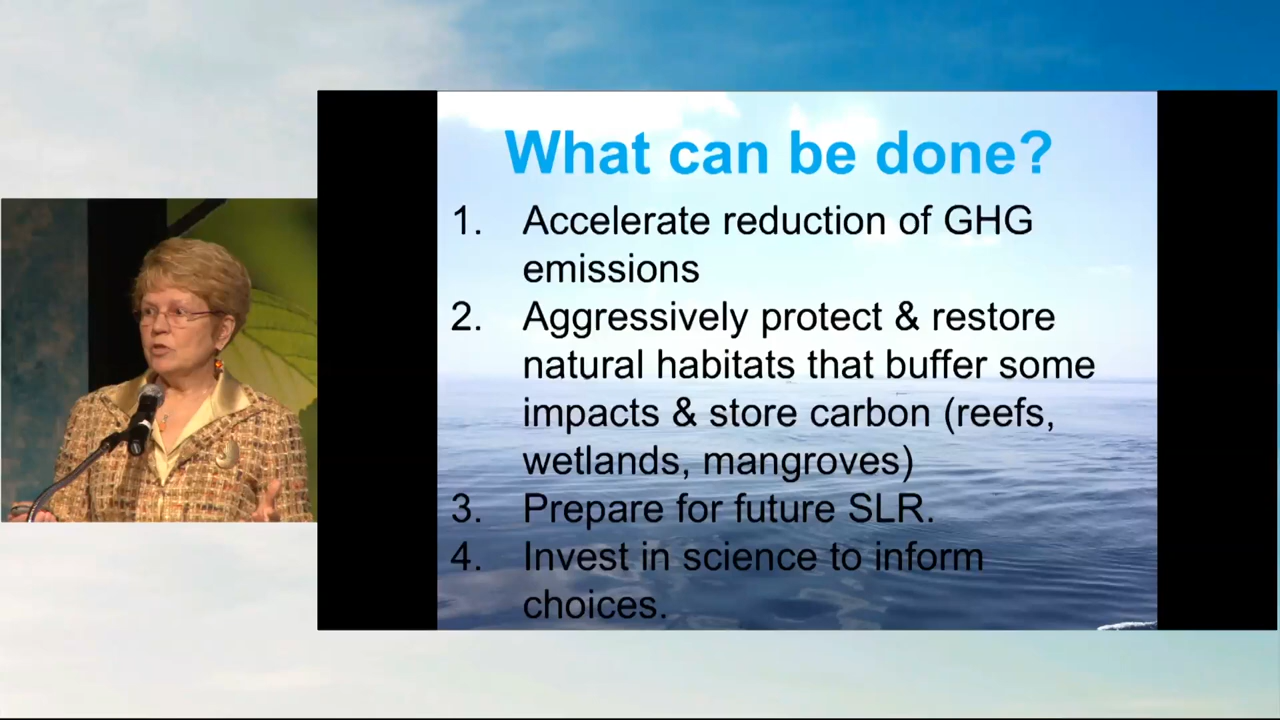 What can be done?
1. Accelerate reduction of GHG
emissions
2. Aggressively protect & restore
natural habitats that buffer some
impacts & store carbon (reefs,
wetlands, mangroves)
3. Prepare for future SLR.
4. Invest in science to inform
choices.